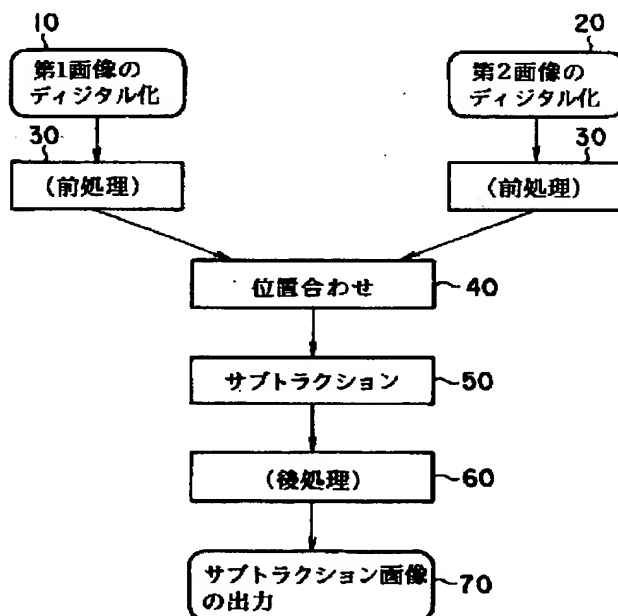 10
20
第1画像の
ディジタル化
第2画像の
ディジタル化
30
30
(前処理)
(前処理)
位置合わせ
40
サブトラクション
50
(後処理)
60
サブトラクション画像
の出力
70